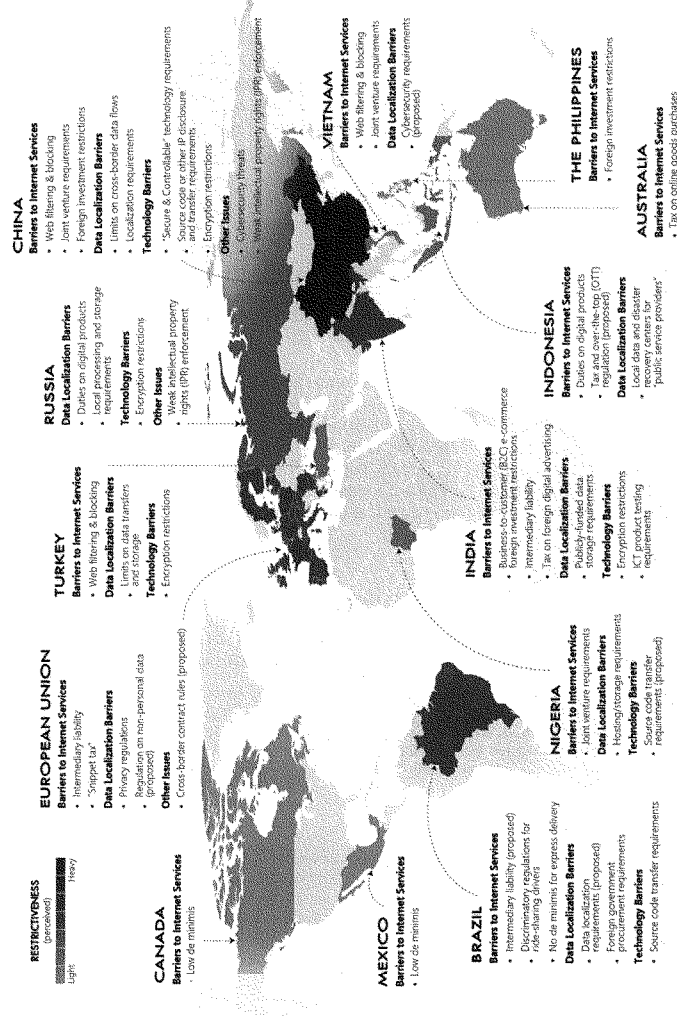 RESTRICTIVENESS
(perceived)
Light
Heavy
CANADA
Barriers to Internet Services
• Low de minimis
MEXICO
Barriers to Internet Services
• Low de minimis
BRAZIL
Barriers to Internet Services
• Intermediary liability (proposed)
• Discriminatory regulations for
ride-sharing drivers
• No de minimis for express delivery
Data Localization Barriers
• Data localization
requirements (proposed)
• Foreign government
procurement requirements
Technology Barriers
• Source code transfer requirements
EUROPEAN UNION
Barriers to Internet Services
• Intermediary liability
• "Snippet tax"
Data Localization Barriers
• Privacy regulations
• Regulation on non-personal data
(proposed)
Other Issues
• Cross-border contract rules (proposed)
NIGERIA
Barriers to Internet Services
• Joint venture requirements
Data Localization Barriers
• Hosting/storage requirements
Technology Barriers
Source code transfer
requirements (proposed)
TURKEY
Barriers to Internet Services
• Web filtering & blocking
Data Localization Barriers
• Limits on data transfers
and storage
Technology Barriers
• Encryption restrictions
INDIA
Barriers to Internet Services
• Business-to-customer (B2C) e-commerce
foreign investment restrictions
• Intermediary liability
• Tax on foreign digital advertising
Data Localization Barriers
• Publicly-funded data
storage requirements
Technology Barriers
• Encryption restrictions
• ICT product testing
requirements
RUSSIA
Data Localization Barriers
• Duties on digital products
• Local processing and storage
requirements
Technology Barriers
• Encryption restrictions
Other Issues
Weak intellectual property
rights (IPR) enforcement
INDONESIA
Barriers to Internet Services
• Duties on digital products
• Tax and over-the-top (OTT)
regulation (proposed)
Data Localization Barriers
• Local data and disaster
recovery centers for
"public service providers"
CHINA
Barriers to Internet Services
• Web filtering & blocking
• Joint venture requirements
• Foreign investment restrictions
Data Localization Barriers
• Limits on cross-border data flows
• Localization requirements
Technology Barriers
• "Secure & Controllable" technology requirements
• Source code or other IP disclosure
and transfer requirements
• Encryption restrictions
Other Issues
• Cybersecurity threats
• Weak intellectual property rights (IPR) enforcement
VIETNAM
Barriers to Internet Services
• Web filtering & blocking
• Joint venture requirements
Data Localization Barriers
• Cybersecurity requirements
(proposed)
THE PHILIPPINES
Barriers to Internet Services
• Foreign investment restrictions
AUSTRALIA
Barriers to Internet Services
• Tax on online goods purchases